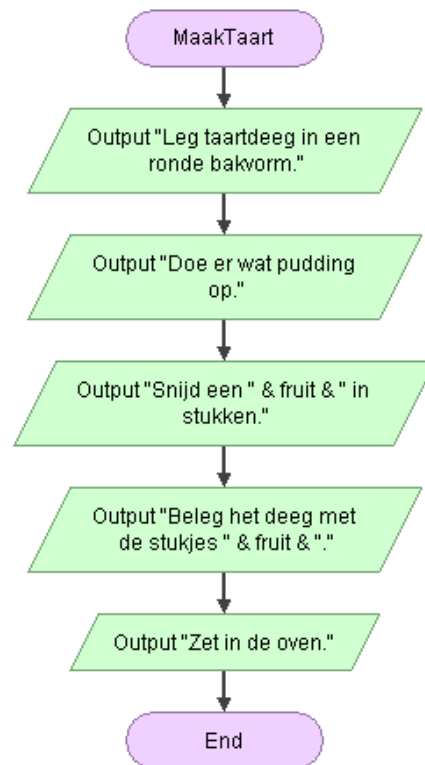 MaakTaart
Output "Leg taartdeeg in een
ronde bakvorm."
Output "Doe er wat pudding
op."
Output "Snijd een " & fruit & " in
stukken."
Output "Beleg het deeg met
de stukjes " & fruit & "."
Output "Zet in de oven."
End